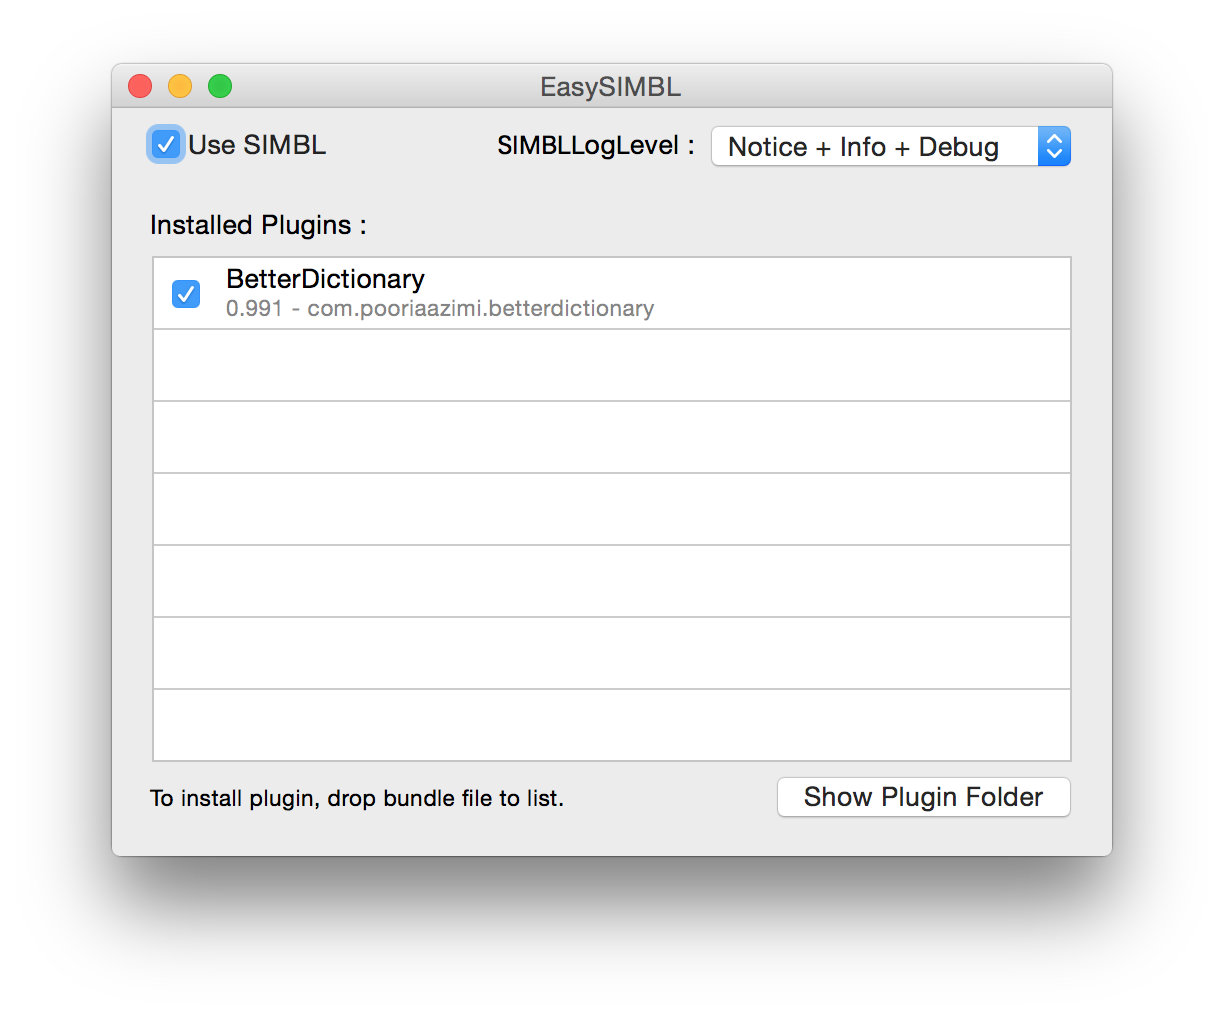 EasySIMBL
Use SIMBL
SIMBLLogLevel :
Notice + Info + Debug
Installed Plugins :
BetterDictionary
0.991 - com.pooriaazimi.betterdictionary
To install plugin, drop bundle file to list.
Show Plugin Folder